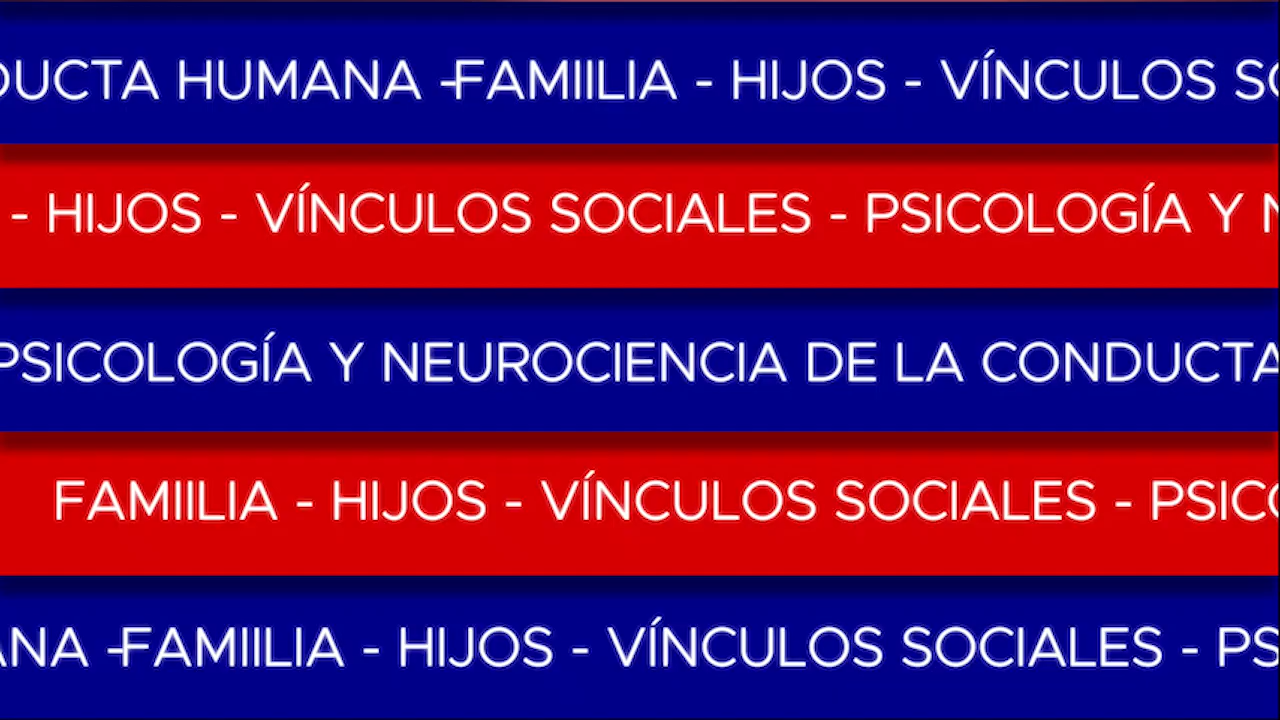 DUCTA HUMANA -FAMIILIA - HIJOS - VÍNCULOS SO
- HIJOS - VÍNCULOS SOCIALES - PSICOLOGÍA Y N
PSICOLOGÍA Y NEUROCIENCIA DE LA CONDUCTA
FAMIILIA - HIJOS - VÍNCULOS SOCIALES - PSICO
ANA -FAMIILIA - HIJOS - VÍNCULOS SOCIALES - PS